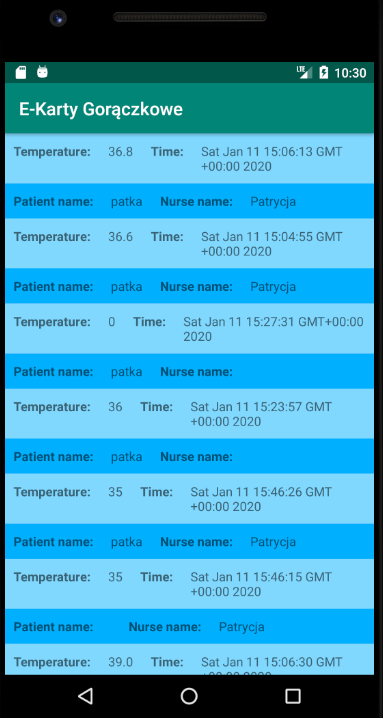 LTE 10:30
E-Karty Gorączkowe
Temperature: 36.8 Time: Sat Jan 11 15:06:13 GMT
+00:00 2020
Patient name: patka Nurse name: Patrycja
Temperature: 36.6 Time: Sat Jan 11 15:04:55 GMT
+00:00 2020
Patient name: patka Nurse name: Patrycja
Temperature: 0 Time: Sat Jan 11 15:27:31 GMT+00:00
2020
Patient name: patka Nurse name:
Temperature: 36 Time: Sat Jan 11 15:23:57 GMT
+00:00 2020
Patient name: patka Nurse name:
Temperature: 35 Time: Sat Jan 11 15:46:26 GMT
+00:00 2020
Patient name: patka Nurse name: Patrycja
Temperature: 35 Time: Sat Jan 11 15:46:15 GMT
+00:00 2020
Patient name: Nurse name: Patrycja
Temperature: 39.0 Time: Sat Jan 11 15:06:30 GMT
+00:00 2020